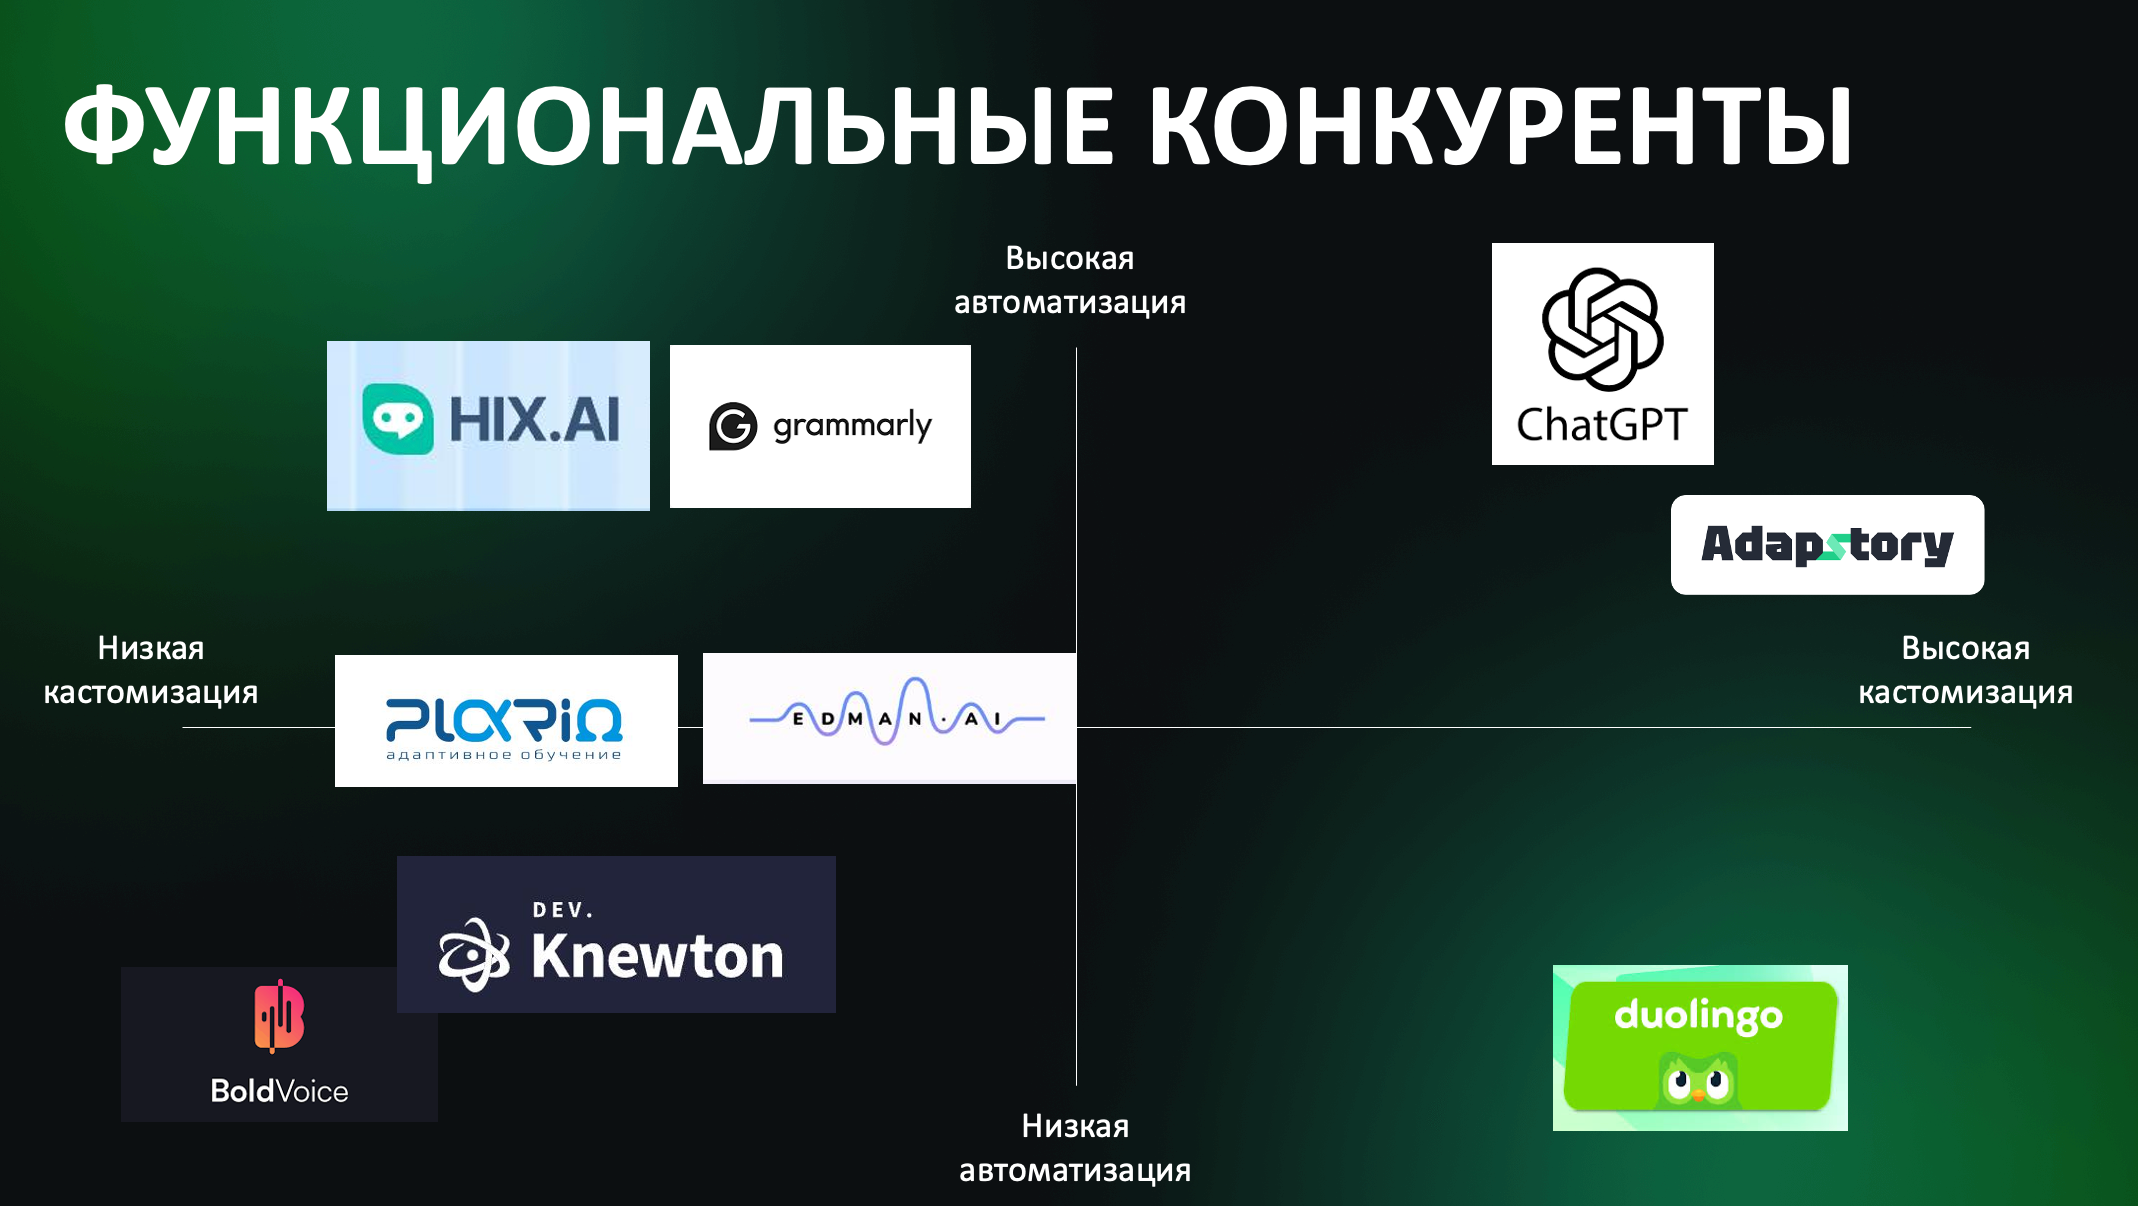 ФУНКЦИОНАЛЬНЫЕ КОНКУРЕНТЫ
Высокая
автоматизация
ChatGPT
HIX.AI
grammarly
Adapstory
Низкая
кастомизация
Высокая
кастомизация
PLARIO
адаптивное обучение
EDMAN.AI
DEV.
Knewton
BoldVoice
duolingo
Низкая
автоматизация